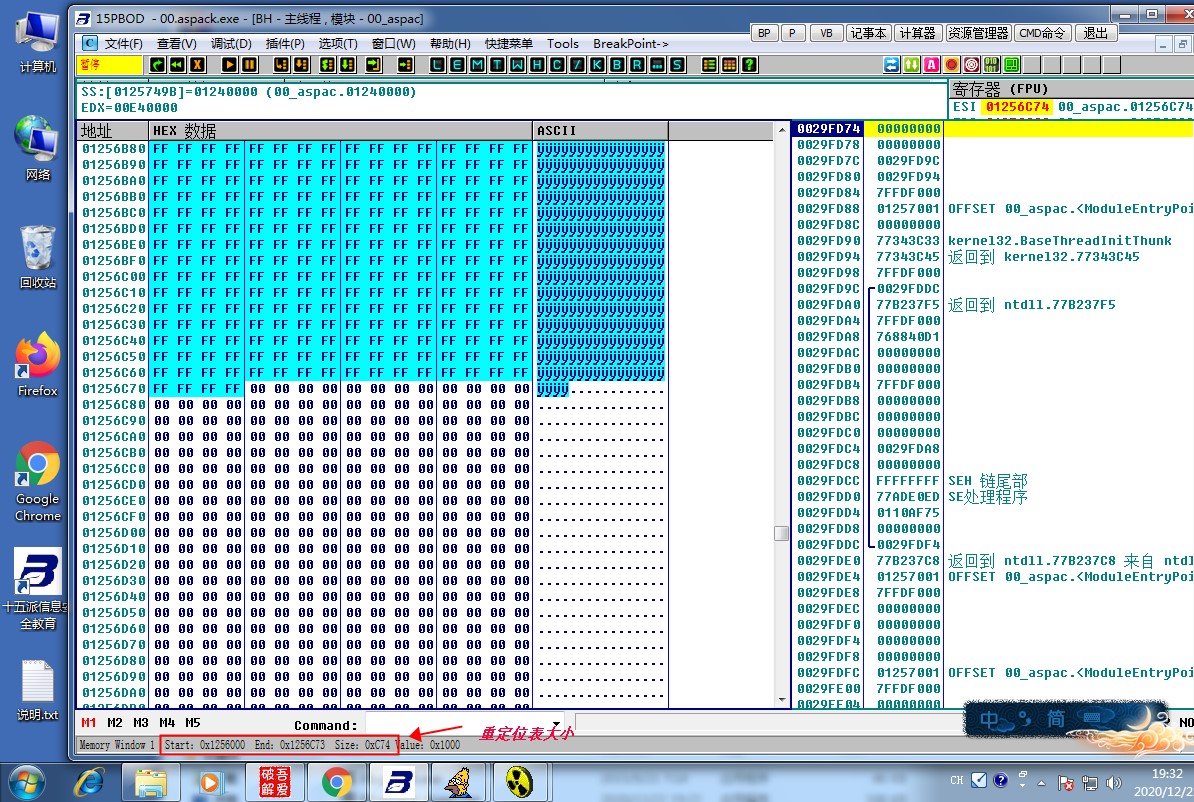 15PBOD - 00.aspack.exe - [BH - 主线程 , 模块 - 00_aspac]
文件(F) 查看(V) 调试(D) 插件(P) 选项(T) 窗口(W) 帮助(H) 快捷菜单 Tools BreakPoint->
BP P VB 记事本 计算器 资源管理器 CMD命令 退出
暂停 L E M T W H C / K B R ... S
SS:[0125749B]=01240000 (00_aspac.01240000)
EDX=00E40000
寄存器 (FPU)
ESI 01256C74 00_aspac.01256C74
地址 HEX 数据 ASCII
01256B80 FF FF FF FF FF FF FF FF FF FF FF FF FF FF FF FF ÿÿÿÿÿÿÿÿÿÿÿÿÿÿÿÿ
01256B90 FF FF FF FF FF FF FF FF FF FF FF FF FF FF FF FF ÿÿÿÿÿÿÿÿÿÿÿÿÿÿÿÿ
01256BA0 FF FF FF FF FF FF FF FF FF FF FF FF FF FF FF FF ÿÿÿÿÿÿÿÿÿÿÿÿÿÿÿÿ
01256BB0 FF FF FF FF FF FF FF FF FF FF FF FF FF FF FF FF ÿÿÿÿÿÿÿÿÿÿÿÿÿÿÿÿ
01256BC0 FF FF FF FF FF FF FF FF FF FF FF FF FF FF FF FF ÿÿÿÿÿÿÿÿÿÿÿÿÿÿÿÿ
01256BD0 FF FF FF FF FF FF FF FF FF FF FF FF FF FF FF FF ÿÿÿÿÿÿÿÿÿÿÿÿÿÿÿÿ
01256BE0 FF FF FF FF FF FF FF FF FF FF FF FF FF FF FF FF ÿÿÿÿÿÿÿÿÿÿÿÿÿÿÿÿ
01256BF0 FF FF FF FF FF FF FF FF FF FF FF FF FF FF FF FF ÿÿÿÿÿÿÿÿÿÿÿÿÿÿÿÿ
01256C00 FF FF FF FF FF FF FF FF FF FF FF FF FF FF FF FF ÿÿÿÿÿÿÿÿÿÿÿÿÿÿÿÿ
01256C10 FF FF FF FF FF FF FF FF FF FF FF FF FF FF FF FF ÿÿÿÿÿÿÿÿÿÿÿÿÿÿÿÿ
01256C20 FF FF FF FF FF FF FF FF FF FF FF FF FF FF FF FF ÿÿÿÿÿÿÿÿÿÿÿÿÿÿÿÿ
01256C30 FF FF FF FF FF FF FF FF FF FF FF FF FF FF FF FF ÿÿÿÿÿÿÿÿÿÿÿÿÿÿÿÿ
01256C40 FF FF FF FF FF FF FF FF FF FF FF FF FF FF FF FF ÿÿÿÿÿÿÿÿÿÿÿÿÿÿÿÿ
01256C50 FF FF FF FF FF FF FF FF FF FF FF FF FF FF FF FF ÿÿÿÿÿÿÿÿÿÿÿÿÿÿÿÿ
01256C60 FF FF FF FF FF FF FF FF FF FF FF FF FF FF FF FF ÿÿÿÿÿÿÿÿÿÿÿÿÿÿÿÿ
01256C70 FF FF FF FF 00 00 00 00 00 00 00 00 00 00 00 00 ÿÿÿÿ............
01256C80 00 00 00 00 00 00 00 00 00 00 00 00 00 00 00 00 ................
01256C90 00 00 00 00 00 00 00 00 00 00 00 00 00 00 00 00 ................
01256CA0 00 00 00 00 00 00 00 00 00 00 00 00 00 00 00 00 ................
01256CB0 00 00 00 00 00 00 00 00 00 00 00 00 00 00 00 00 ................
01256CC0 00 00 00 00 00 00 00 00 00 00 00 00 00 00 00 00 ................
01256CD0 00 00 00 00 00 00 00 00 00 00 00 00 00 00 00 00 ................
01256CE0 00 00 00 00 00 00 00 00 00 00 00 00 00 00 00 00 ................
01256CF0 00 00 00 00 00 00 00 00 00 00 00 00 00 00 00 00 ................
01256D00 00 00 00 00 00 00 00 00 00 00 00 00 00 00 00 00 ................
01256D10 00 00 00 00 00 00 00 00 00 00 00 00 00 00 00 00 ................
01256D20 00 00 00 00 00 00 00 00 00 00 00 00 00 00 00 00 ................
01256D30 00 00 00 00 00 00 00 00 00 00 00 00 00 00 00 00 ................
01256D40 00 00 00 00 00 00 00 00 00 00 00 00 00 00 00 00 ................
01256D50 00 00 00 00 00 00 00 00 00 00 00 00 00 00 00 00 ................
01256D60 00 00 00 00 00 00 00 00 00 00 00 00 00 00 00 00 ................
01256D70 00 00 00 00 00 00 00 00 00 00 00 00 00 00 00 00 ................
01256D80 00 00 00 00 00 00 00 00 00 00 00 00 00 00 00 00 ................
01256D90 00 00 00 00 00 00 00 00 00 00 00 00 00 00 00 00 ................
01256DA0 00 00 00 00 00 00 00 00 00 00 00 00 00 00 00 00 ................
0029FD74 00000000
0029FD78 00000000
0029FD7C 0029FD9C
0029FD80 0029FD94
0029FD84 7FFDF000
0029FD88 01257001 OFFSET 00_aspac.<ModuleEntryPoi
0029FD8C 00000000
0029FD90 77343C33 kernel32.BaseThreadInitThunk
0029FD94 77343C45 返回到 kernel32.77343C45
0029FD98 7FFDF000
0029FD9C 0029FDDC
0029FDA0 77B237F5 返回到 ntdll.77B237F5
0029FDA4 7FFDF000
0029FDA8 768840D1
0029FDAC 00000000
0029FDB0 00000000
0029FDB4 7FFDF000
0029FDB8 00000000
0029FDBC 00000000
0029FDC0 00000000
0029FDC4 0029FDA8
0029FDC8 00000000
0029FDCC FFFFFFFF SEH 链尾部
0029FDD0 77ADE0ED SE处理程序
0029FDD4 0110AF75
0029FDD8 00000000
0029FDDC 0029FDF4
0029FDE0 77B237C8 返回到 ntdll.77B237C8 来自 ntd
0029FDE4 01257001 OFFSET 00_aspac.<ModuleEntryPoi
0029FDE8 7FFDF000
0029FDEC 00000000
0029FDF0 00000000
0029FDF4 00000000
0029FDF8 00000000
0029FDFC 01257001 OFFSET 00_aspac.<ModuleEntryPoi
0029FE00 7FFDF000
0029FE04 00000000
M1 M2 M3 M4 M5 Command:
重定位表大小
Memory Window 1 Start: 0x1256000 End: 0x1256C73 Size: 0xC74 Value: 0x1000
中 简
NO
计算机
网络
回收站
Firefox
Google
Chrome
十五派信息安
全教育
说明.txt
吾爱破解
CH
19:32
2020/12/2